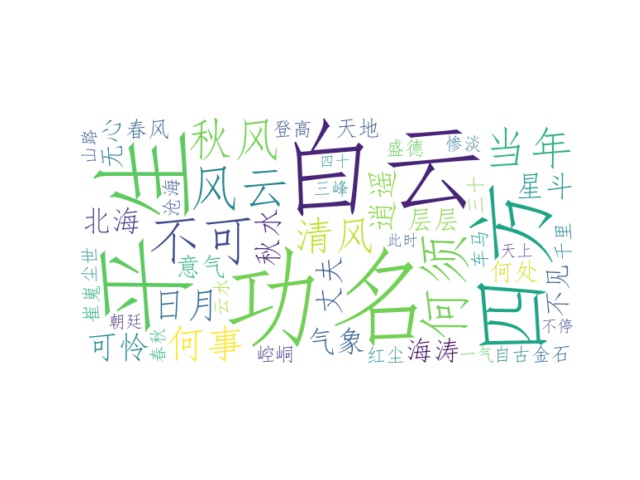 山路
无心
春风
秋风
登高
天地
四十
白云
盛德
惨淡
当年
平生
沧海
风云
三峰
逍遥
层层
三十
星斗
北海
不可
秋水
清风
何须
四方
此时
车马
天上
千里
崔嵬
尘世
意气
丈夫
何处
不见
日月
云水
功名
朝廷
可怜
春秋
何事
崆峒
气象
红尘
海涛
一气
自古
金石
不停